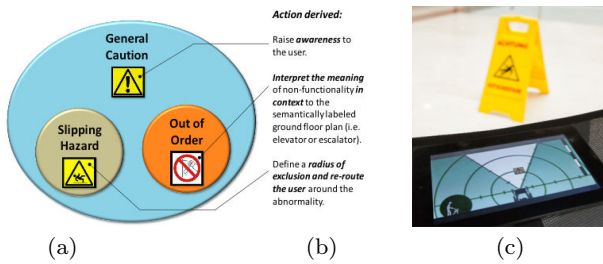 General
Caution
Slipping
Hazard
Out of
Order
Action derived:
Raise awareness to
the user.
Interpret the meaning
of non-functionality in
context to the
semantically labeled
ground floor plan (i.e.
elevator or escalator).
Define a radius of
exclusion and re-route
the user around the
abnormality.
ACHTUNG
(a)
(b)
(c)